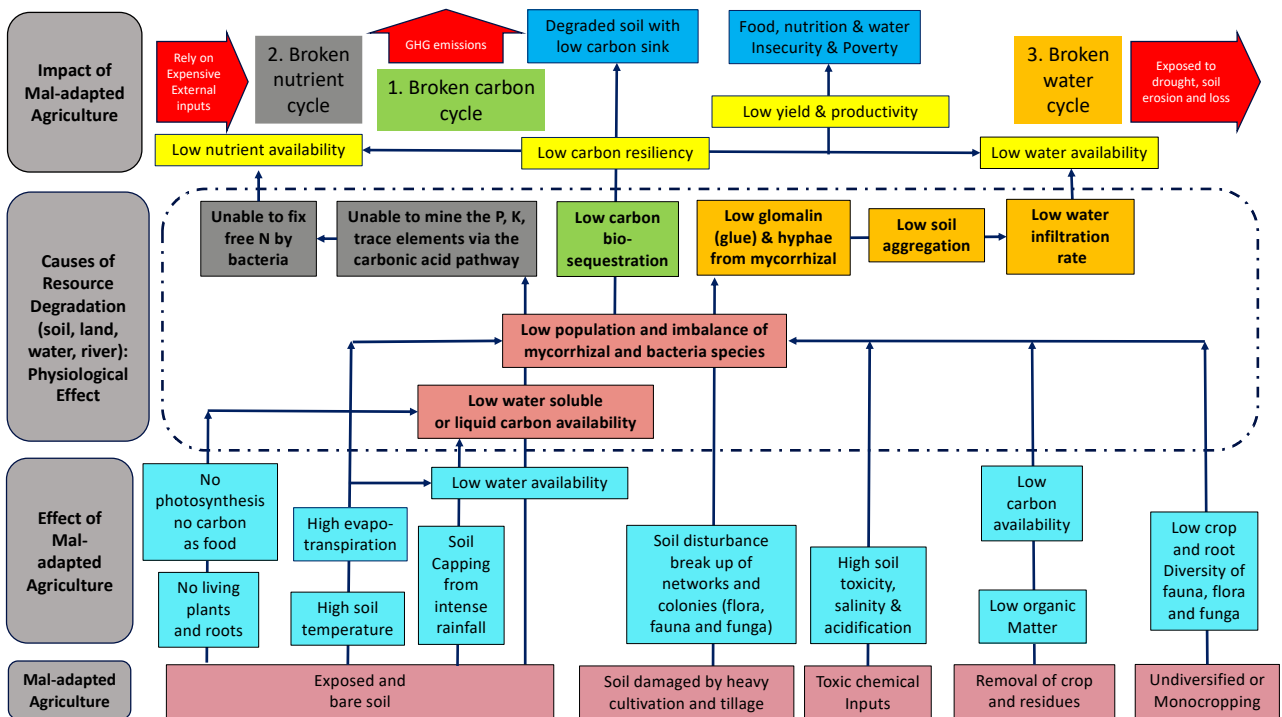 Impact of
Mal-adapted
Agriculture
Rely on
Expensive
External
inputs
2. Broken
nutrient
cycle
GHG emissions
1. Broken carbon
cycle
Degraded soil with
low carbon sink
Food, nutrition & water
Insecurity & Poverty
3. Broken
water
cycle
Exposed to
drought, soil
erosion and loss
Low yield & productivity
Low nutrient availability
Low carbon resiliency
Low water availability
Causes of
Resource
Degradation
(soil, land,
water, river):
Physiological
Effect
Unable to fix
free N by
bacteria
Unable to mine the P, K,
trace elements via the
carbonic acid pathway
Low carbon
bio-
sequestration
Low glomalin
(glue) & hyphae
from mycorrhizal
Low soil
aggregation
Low water
infiltration
rate
Low population and imbalance of
mycorrhizal and bacteria species
Low water soluble
or liquid carbon availability
Effect of
Mal-
adapted
Agriculture
No
photosynthesis
no carbon
as food
No living
plants
and roots
High evapo-
transpiration
High soil
temperature
Low water availability
Soil
Capping
from
intense
rainfall
Soil disturbance
break up of
networks and
colonies (flora,
fauna and funga)
High soil
toxicity,
salinity &
acidification
Low
carbon
availability
Low organic
Matter
Low crop
and root
Diversity of
fauna, flora
and funga
Mal-adapted
Agriculture
Exposed and
bare soil
Soil damaged by heavy
cultivation and tillage
Toxic chemical
Inputs
Removal of crop
and residues
Undiversified or
Monocropping